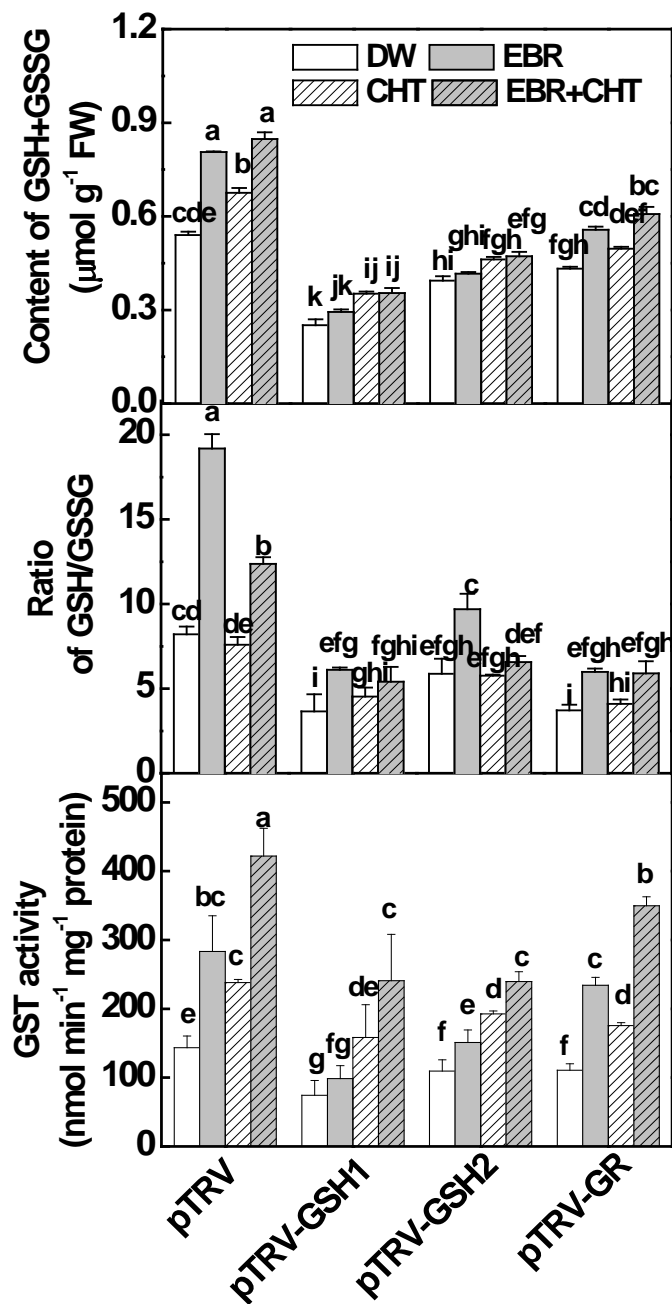 DW EBR
CHT EBR+CHT
Content of GSH+GSSG
(μmol g⁻¹ FW)
1.2
0.9
0.6
0.3
0.0
cde a b a
k jk ij ij
hi ghi fgh efg
fgh cd def bc
Ratio
of GSH/GSSG
20
15
10
5
0
cd a de b
i efg ghi fghi
efgh c efgh def
i efgh hi efgh
GST activity
(nmol min⁻¹ mg⁻¹ protein)
500
400
300
200
100
0
e bc c a
g fg de c
f e d c
f c d b
pTRV pTRV-GSH1 pTRV-GSH2 pTRV-GR